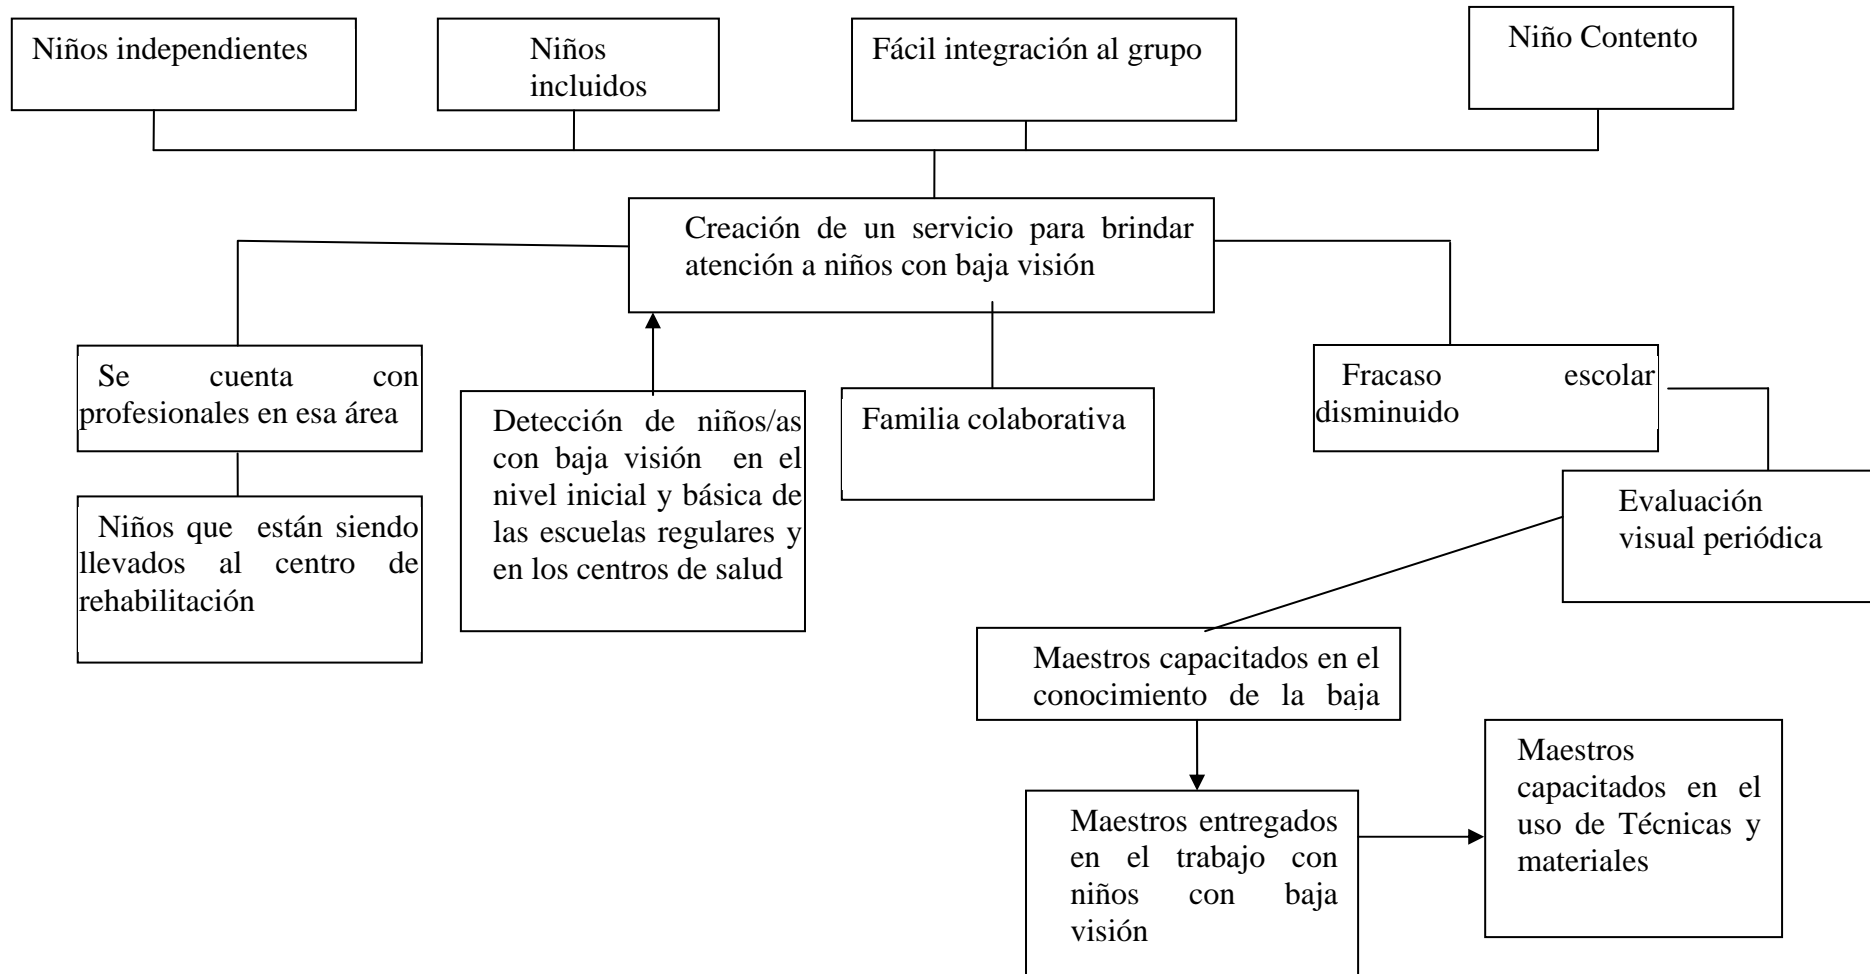 Niños independientes
Niños
incluidos
Fácil integración al grupo
Niño Contento
Creación de un servicio para brindar
atención a niños con baja visión
Se cuenta con
profesionales en esa área
Niños que están siendo
llevados al centro de
rehabilitación
Detección de niños/as
con baja visión en el
nivel inicial y básica de
las escuelas regulares y
en los centros de salud
Familia colaborativa
Fracaso escolar
disminuido
Evaluación
visual periódica
Maestros capacitados en el
conocimiento de la baja
Maestros entregados
en el trabajo con
niños con baja
visión
Maestros
capacitados en el
uso de Técnicas y
materiales